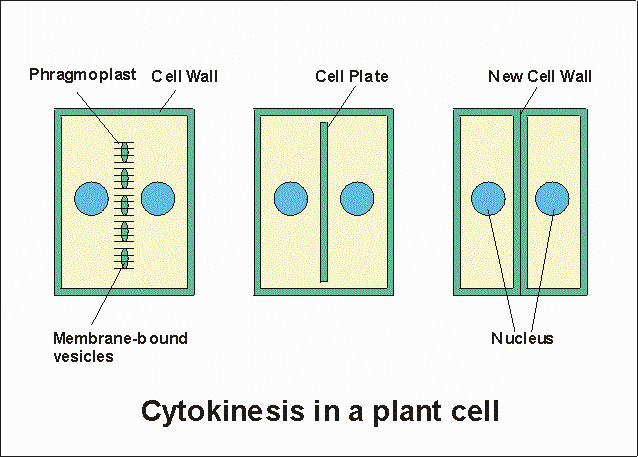 Phragmoplast
Cell Wall
Cell Plate
New Cell Wall
Membrane-bound
vesicles
Nucleus
Cytokinesis in a plant cell